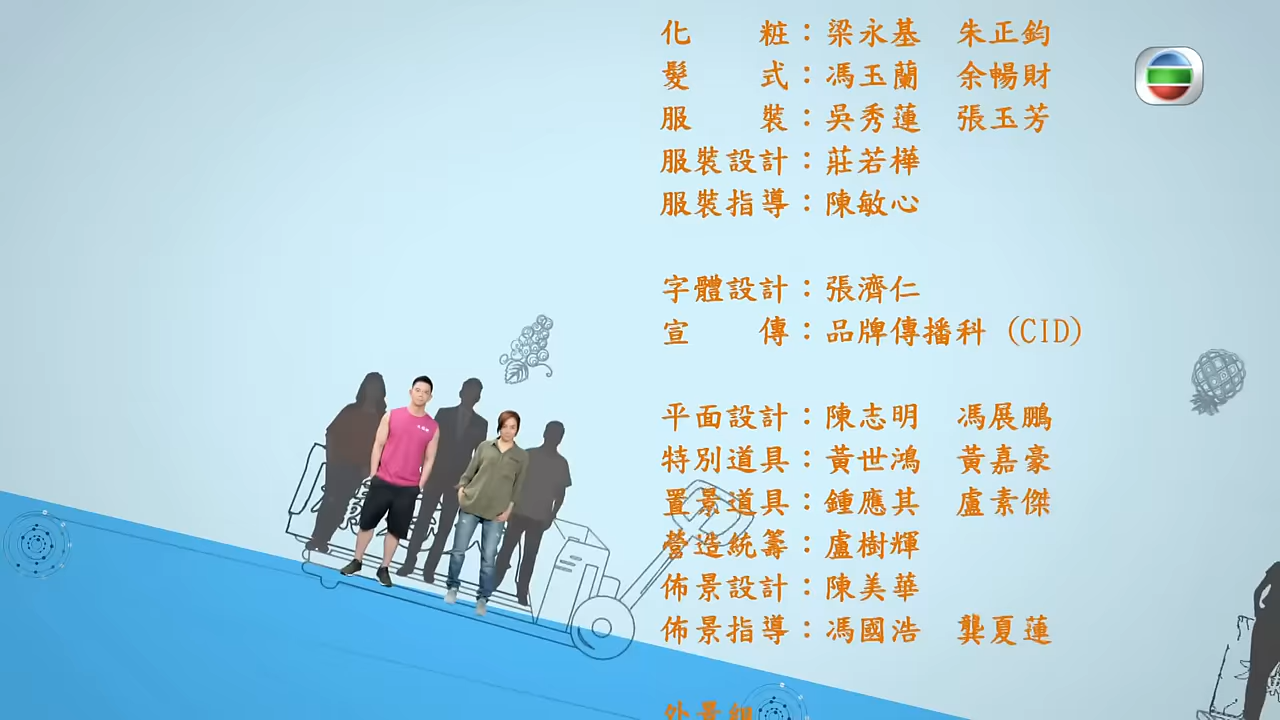 化　　粧：梁永基　朱正鈞
髮　　式：馮玉蘭　余暢財
服　　裝：吳秀蓮　張玉芳
服裝設計：莊若樺
服裝指導：陳敏心
字體設計：張濟仁
宣　　傳：品牌傳播科 (CID)
平面設計：陳志明　馮展鵬
特別道具：黃世鴻　黃嘉豪
置景道具：鍾應其　盧素傑
營造統籌：盧樹輝
佈景設計：陳美華
佈景指導：馮國浩　龔夏蓮
外景組